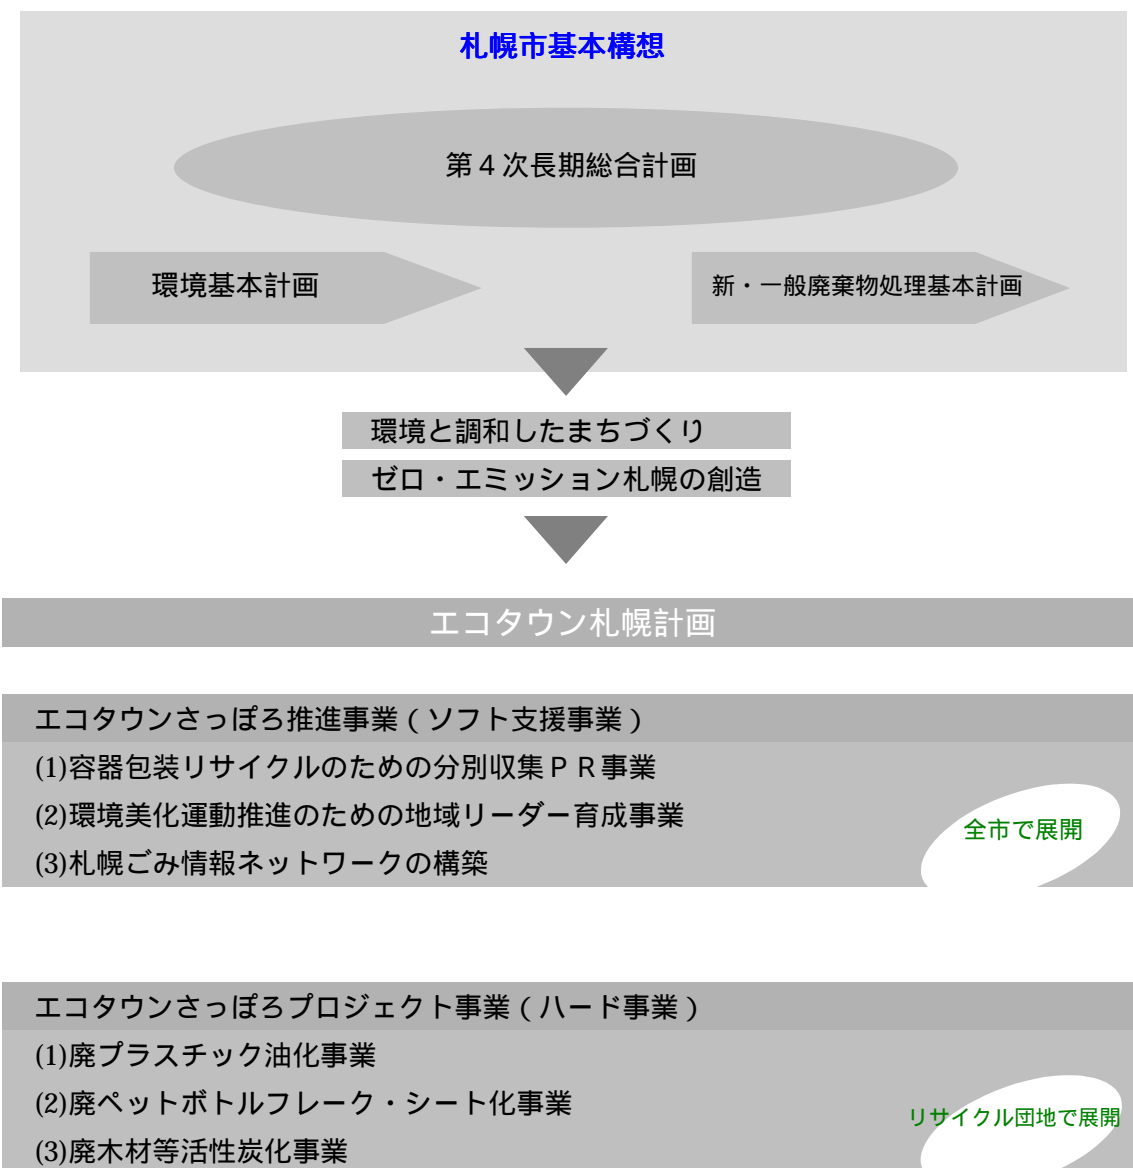 札幌市基本構想
第４次長期総合計画
環境基本計画
新・一般廃棄物処理基本計画
環境と調和したまちづくり
ゼロ・エミッション札幌の創造
エコタウン札幌計画
エコタウンさっぽろ推進事業（ソフト支援事業）
(1)容器包装リサイクルのための分別収集ＰＲ事業
(2)環境美化運動推進のための地域リーダー育成事業
(3)札幌ごみ情報ネットワークの構築
全市で展開
エコタウンさっぽろプロジェクト事業（ハード事業）
(1)廃プラスチック油化事業
(2)廃ペットボトルフレーク・シート化事業
(3)廃木材等活性炭化事業
リサイクル団地で展開